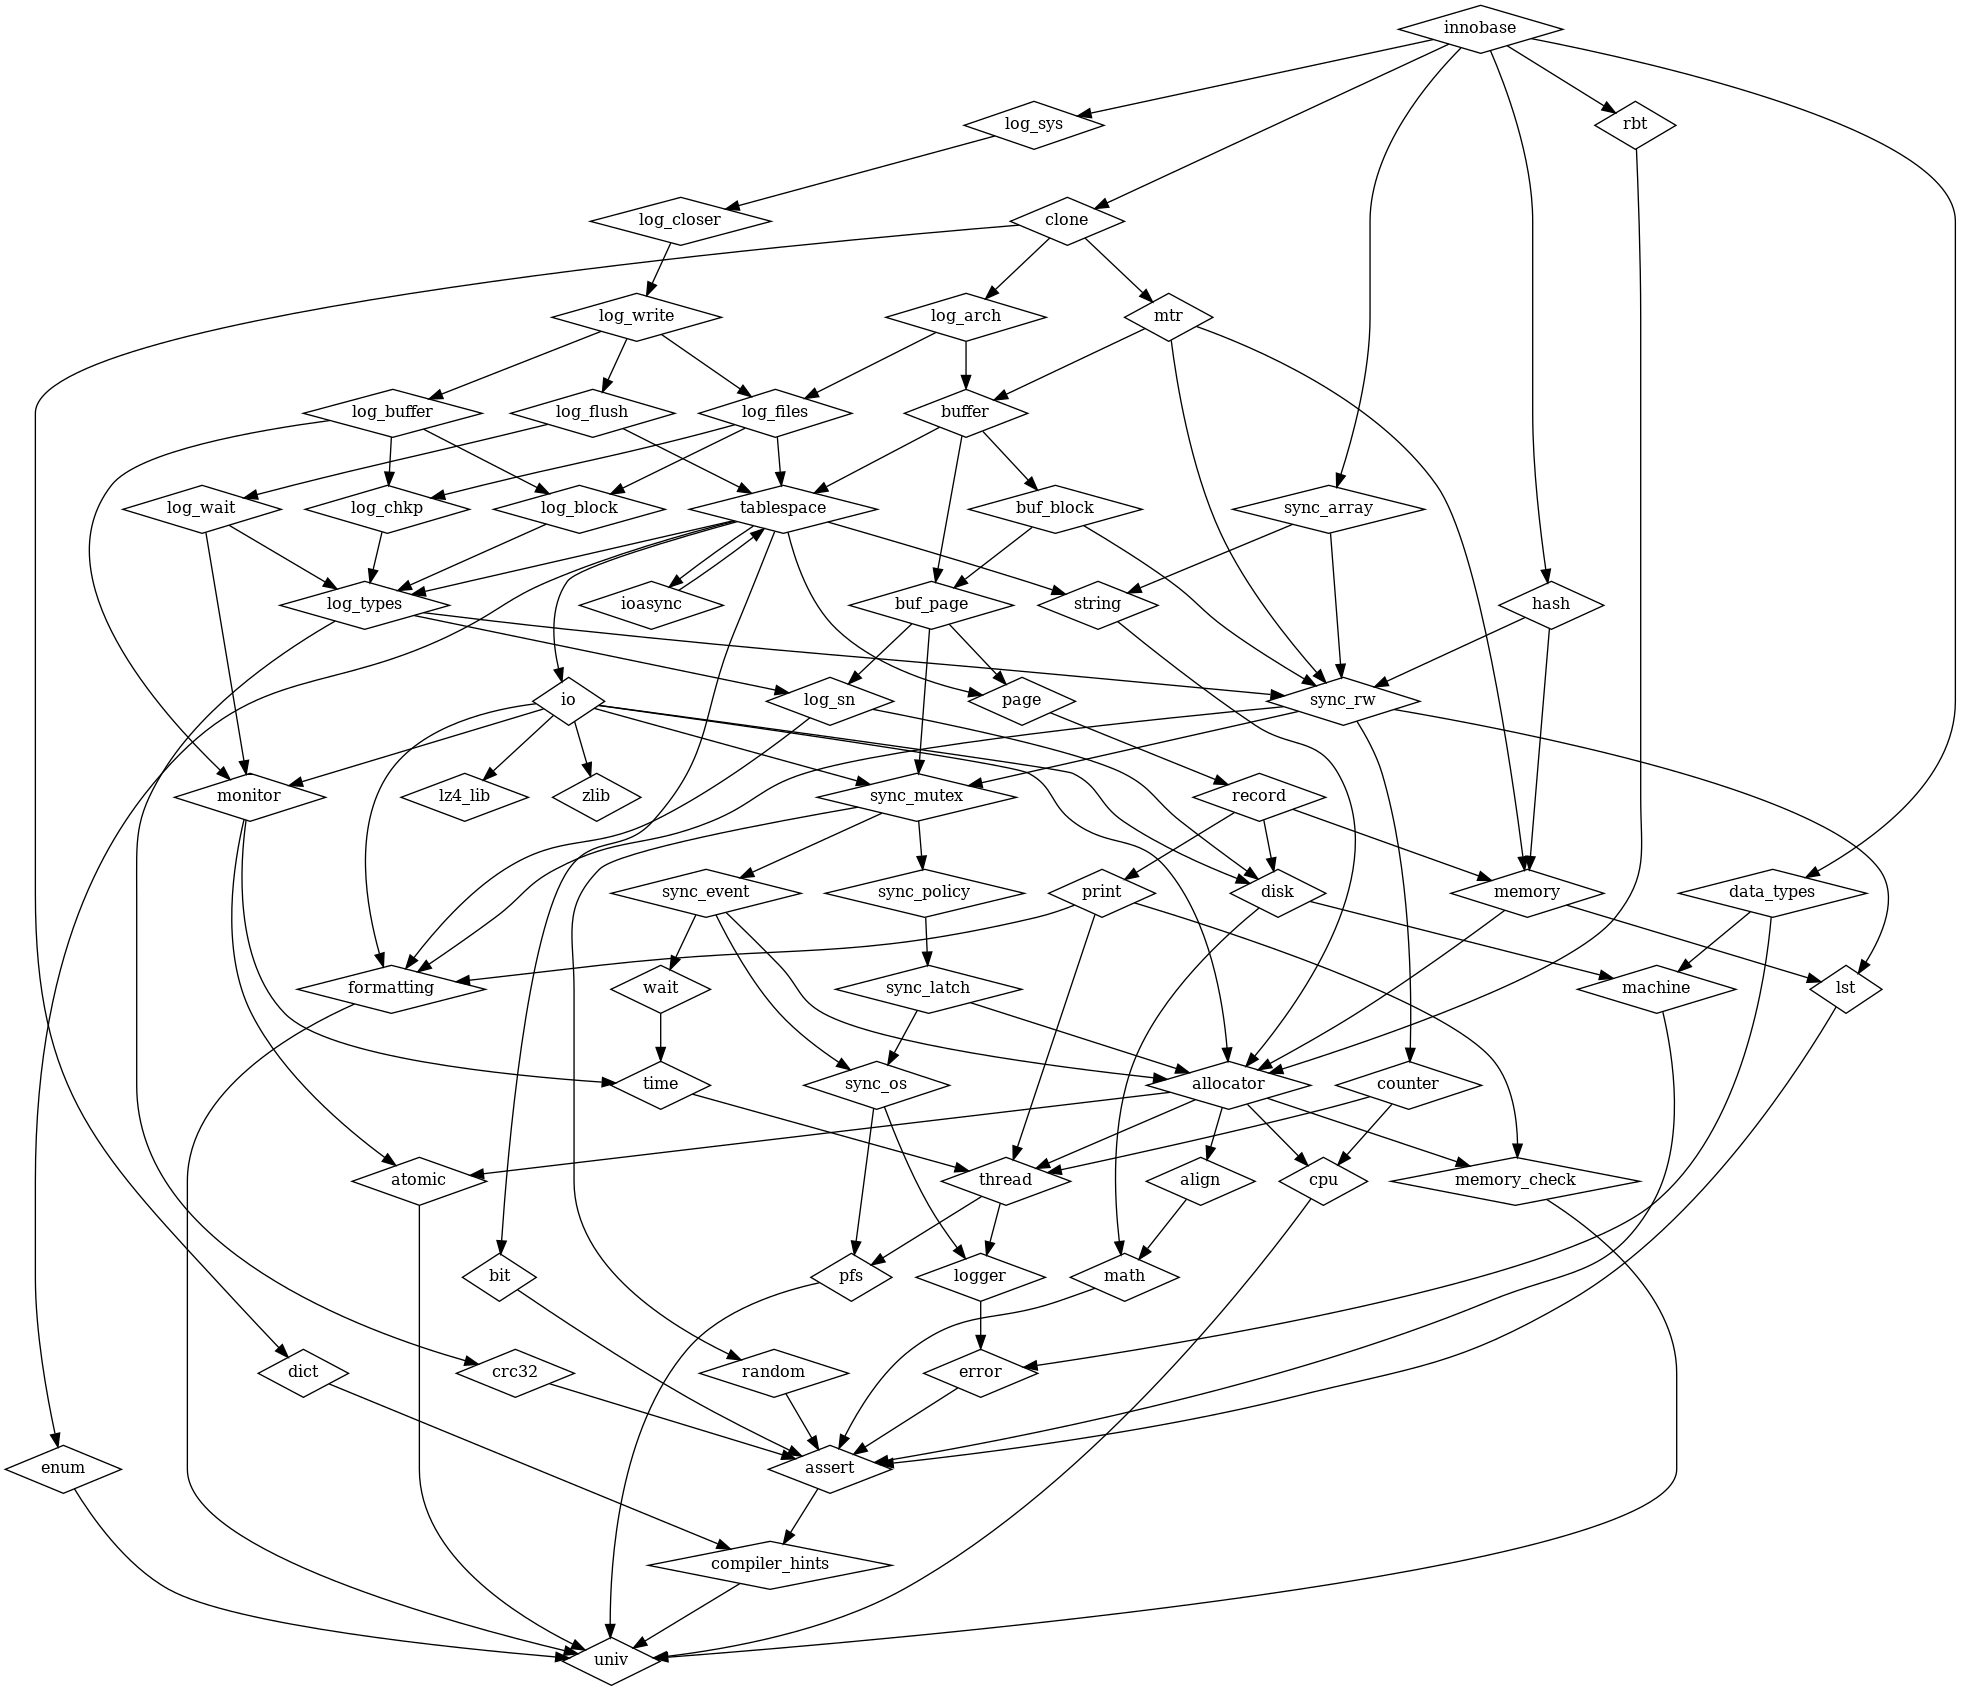 innobase
log_sys
rbt
log_closer
clone
log_write
log_arch
mtr
log_buffer
log_flush
log_files
buffer
log_wait
log_chkp
log_block
tablespace
buf_block
sync_array
log_types
ioasync
buf_page
string
hash
io
log_sn
page
sync_rw
monitor
lz4_lib
zlib
sync_mutex
record
sync_event
sync_policy
print
disk
memory
data_types
formatting
wait
sync_latch
machine
lst
time
sync_os
allocator
counter
atomic
thread
align
cpu
memory_check
bit
pfs
logger
math
dict
crc32
random
error
enum
assert
compiler_hints
univ